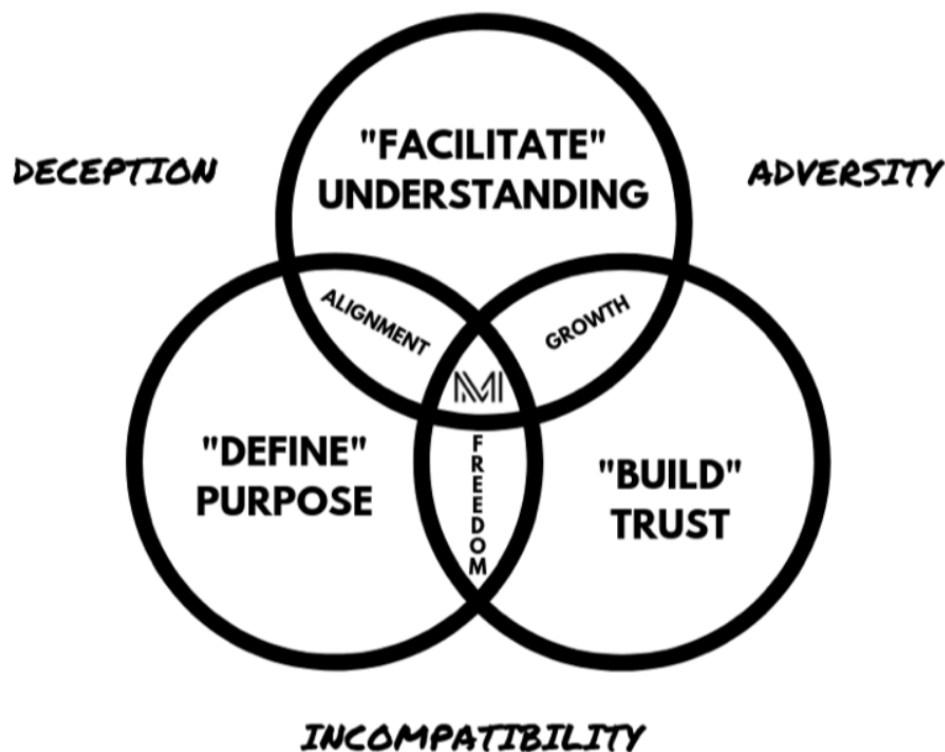 "FACILITATE"
UNDERSTANDING
DECEPTION
ADVERSITY
ALIGNMENT
GROWTH
M
FREEDOM
"DEFINE"
PURPOSE
"BUILD"
TRUST
INCOMPATIBILITY